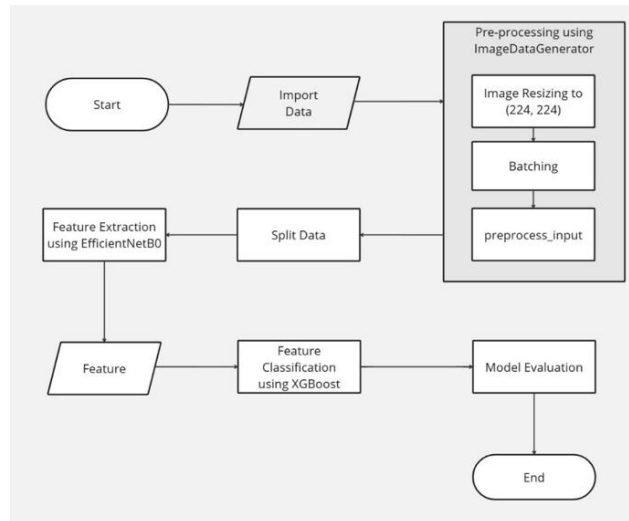 Start
Import
Data
Pre-processing using
ImageDataGenerator
Image Resizing to
(224, 224)
Batching
preprocess_input
Split Data
Feature Extraction
using EfficientNetB0
Feature
Feature
Classification
using XGBoost
Model Evaluation
End